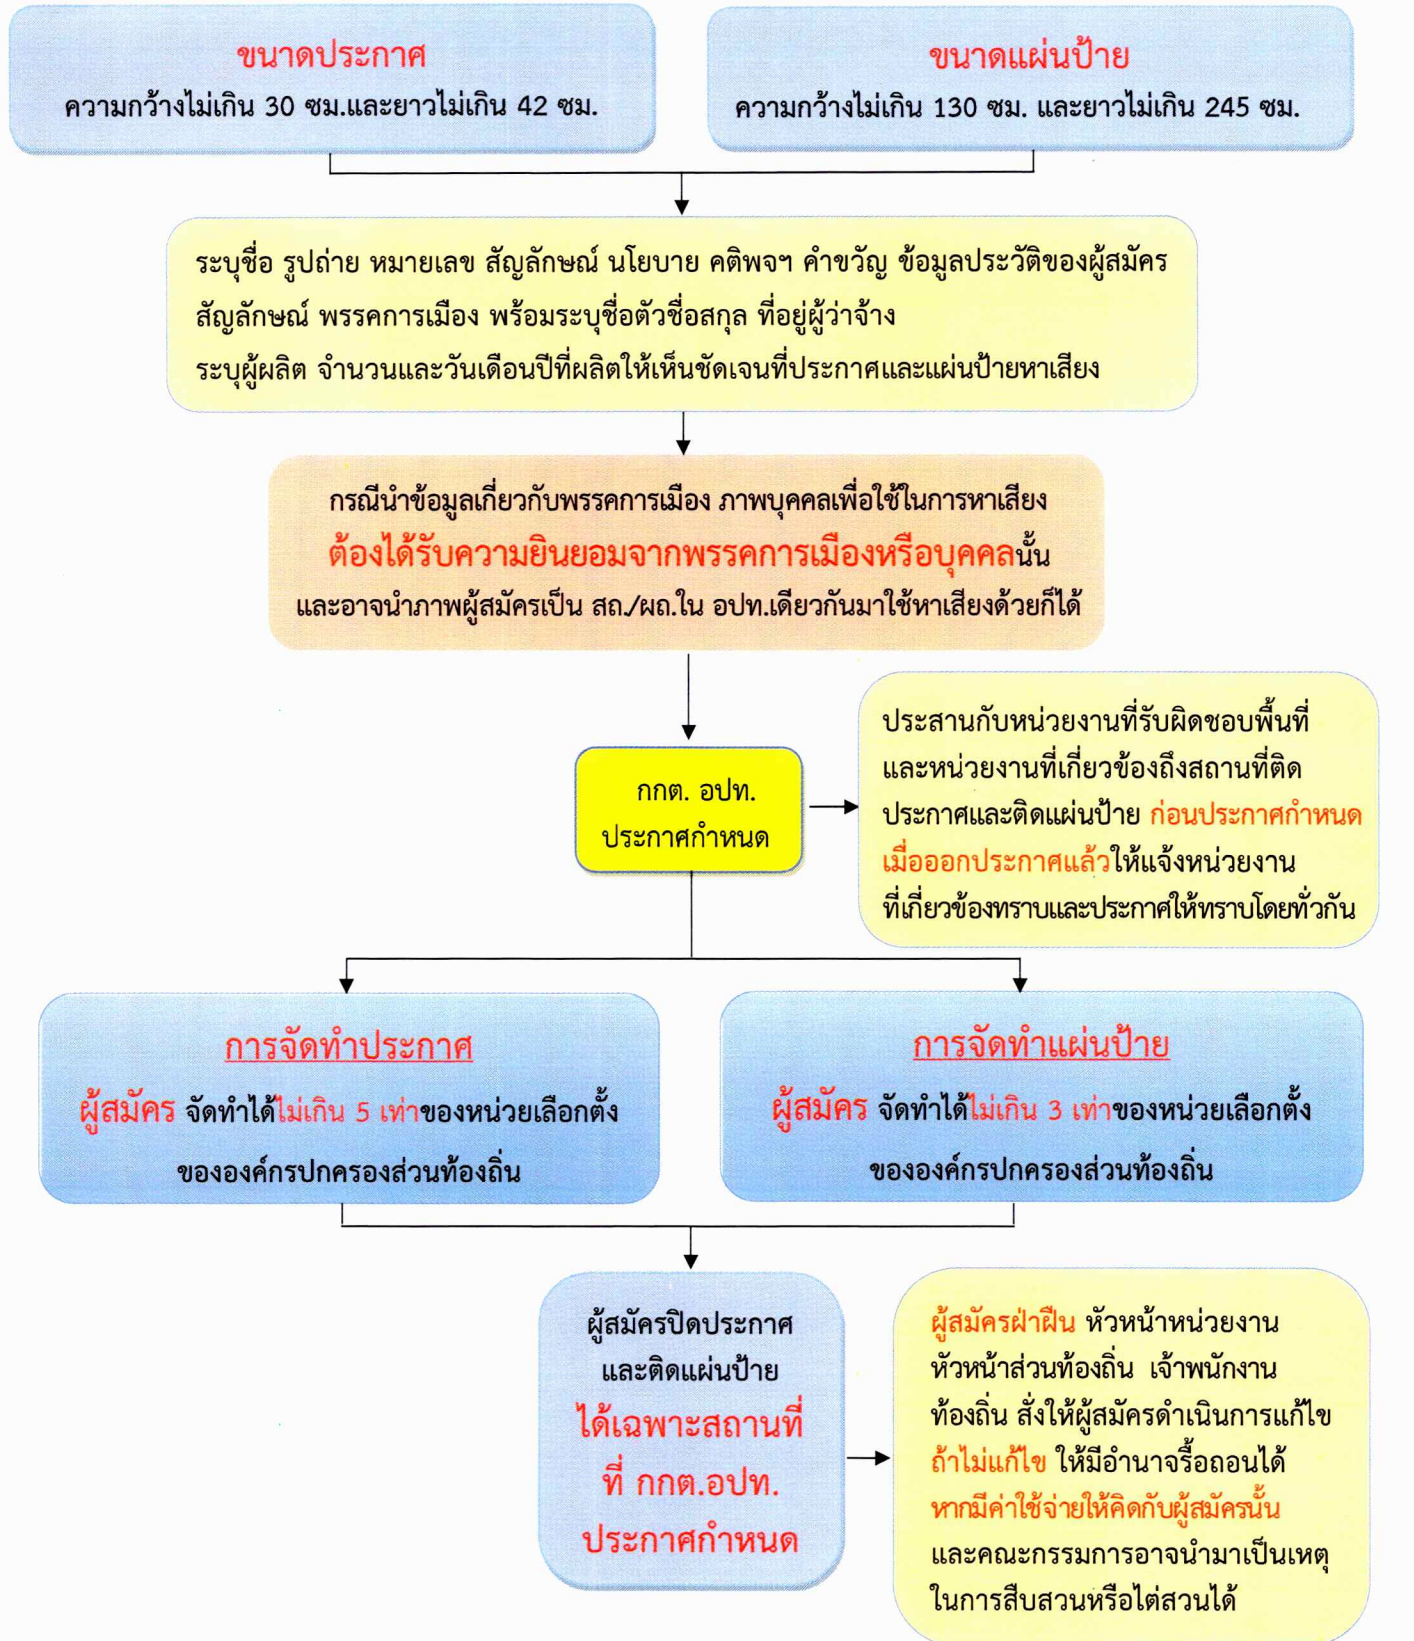 ขนาดประกาศ
ความกว้างไม่เกิน 30 ซม.และยาวไม่เกิน 42 ซม.
ขนาดแผ่นป้าย
ความกว้างไม่เกิน 130 ซม. และยาวไม่เกิน 245 ซม.
ระบุชื่อ รูปถ่าย หมายเลข สัญลักษณ์ นโยบาย คติพจฯ คำขวัญ ข้อมูลประวัติของผู้สมัคร
สัญลักษณ์ พรรคการเมือง พร้อมระบุชื่อตัวชื่อสกุล ที่อยู่ผู้ว่าจ้าง
ระบุผู้ผลิต จำนวนและวันเดือนปีที่ผลิตให้เห็นชัดเจนที่ประกาศและแผ่นป้ายหาเสียง
กรณีนำข้อมูลเกี่ยวกับพรรคการเมือง ภาพบุคคลเพื่อใช้ในการหาเสียง
ต้องได้รับความยินยอมจากพรรคการเมืองหรือบุคคลนั้น
และอาจนำภาพผู้สมัครเป็น สถ./ผถ.ใน อปท.เดียวกันมาใช้หาเสียงด้วยก็ได้
กกต. อปท.
ประกาศกำหนด
ประสานกับหน่วยงานที่รับผิดชอบพื้นที่
และหน่วยงานที่เกี่ยวข้องถึงสถานที่ติด
ประกาศและติดแผ่นป้าย ก่อนประกาศกำหนด
เมื่อออกประกาศแล้วให้แจ้งหน่วยงาน
ที่เกี่ยวข้องทราบและประกาศให้ทราบโดยทั่วกัน
การจัดทำประกาศ
ผู้สมัคร จัดทำได้ไม่เกิน 5 เท่าของหน่วยเลือกตั้ง
ขององค์กรปกครองส่วนท้องถิ่น
การจัดทำแผ่นป้าย
ผู้สมัคร จัดทำได้ไม่เกิน 3 เท่าของหน่วยเลือกตั้ง
ขององค์กรปกครองส่วนท้องถิ่น
ผู้สมัครปิดประกาศ
และติดแผ่นป้าย
ได้เฉพาะสถานที่
ที่ กกต.อปท.
ประกาศกำหนด
ผู้สมัครฝ่าฝืน หัวหน้าหน่วยงาน
หัวหน้าส่วนท้องถิ่น เจ้าพนักงาน
ท้องถิ่น สั่งให้ผู้สมัครดำเนินการแก้ไข
ถ้าไม่แก้ไข ให้มีอำนาจรื้อถอนได้
หากมีค่าใช้จ่ายให้คิดกับผู้สมัครนั้น
และคณะกรรมการอาจนำมาเป็นเหตุ
ในการสืบสวนหรือไต่สวนได้